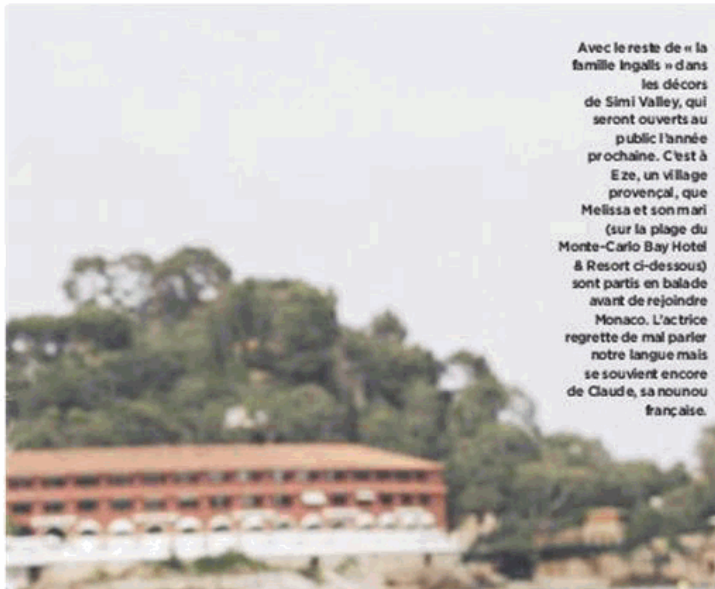 Avec le reste de « la
famille Ingalls » dans
les décors
de Simi Valley, qui
seront ouverts au
public l'année
prochaine. C'est à
Eze, un village
provençal, que
Melissa et son mari
(sur la plage du
Monte-Carlo Bay Hotel
& Resort ci-dessous)
sont partis en balade
avant de rejoindre
Monaco. L'actrice
regrette de mal parler
notre langue mais
se souvient encore
de Claude, sa nounou
française.